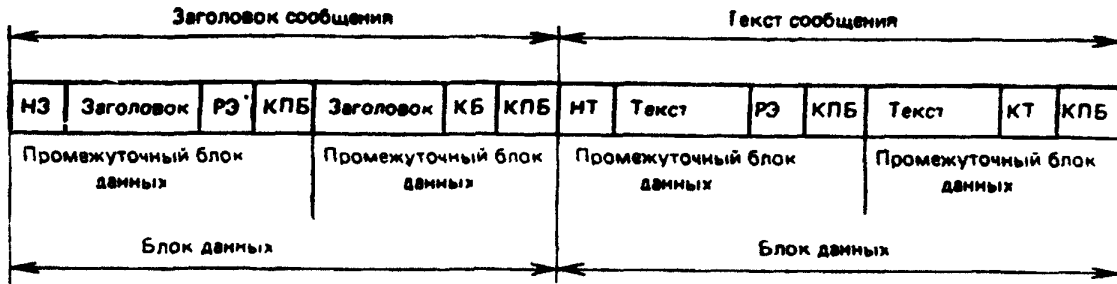 Заголовок сообщения Текст сообщения
НЗ Заголовок РЭ КПБ Заголовок КБ КПБ НТ Текст РЭ КПБ Текст КТ КПБ
Промежуточный блок Промежуточный блок Промежуточный блок Промежуточный блок
данных данных данных данных
Блок данных Блок данных